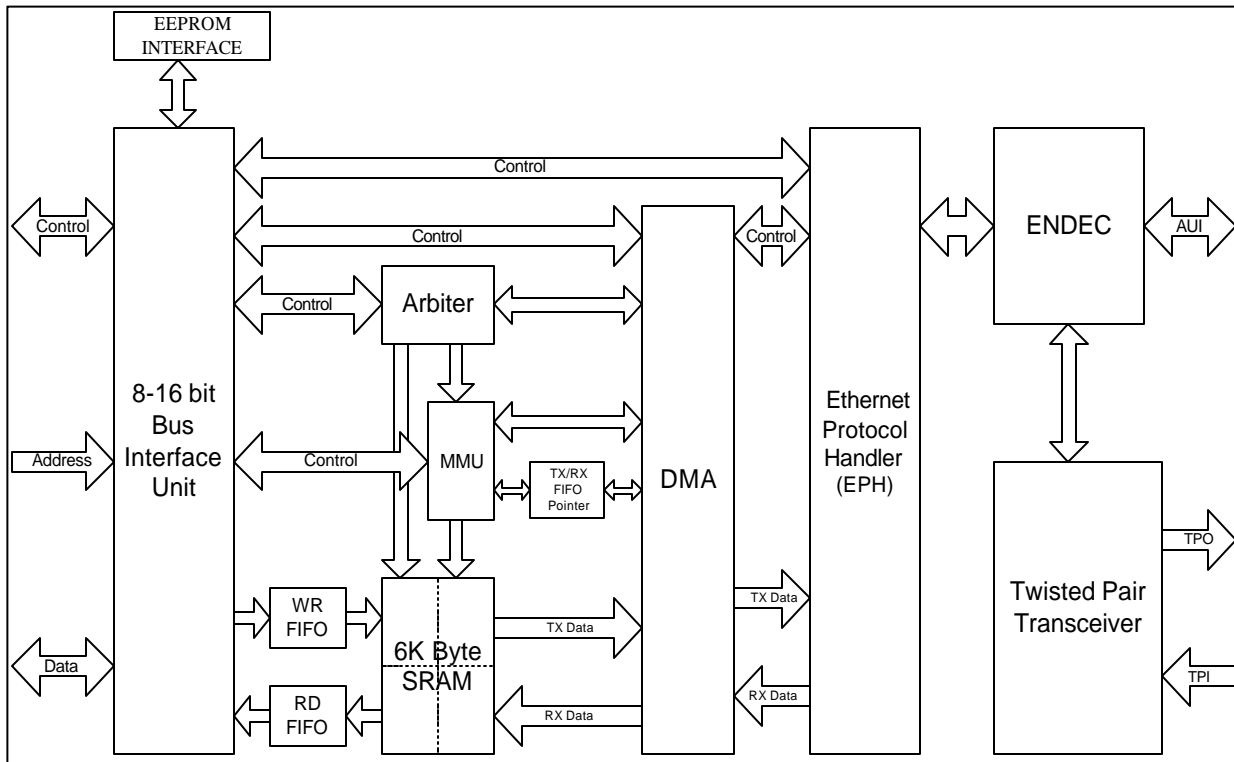 EEPROM
INTERFACE
Control
Control
Control
Control
Control
Arbiter
ENDEC
AUI
8-16 bit
Bus
Interface
Unit
Address
Control
MMU
TX/RX
FIFO
Pointer
DMA
Ethernet
Protocol
Handler
(EPH)
TPO
WR
FIFO
TX Data
TX Data
Twisted Pair
Transceiver
Data
6K Byte
SRAM
TPI
RD
FIFO
RX Data
RX Data